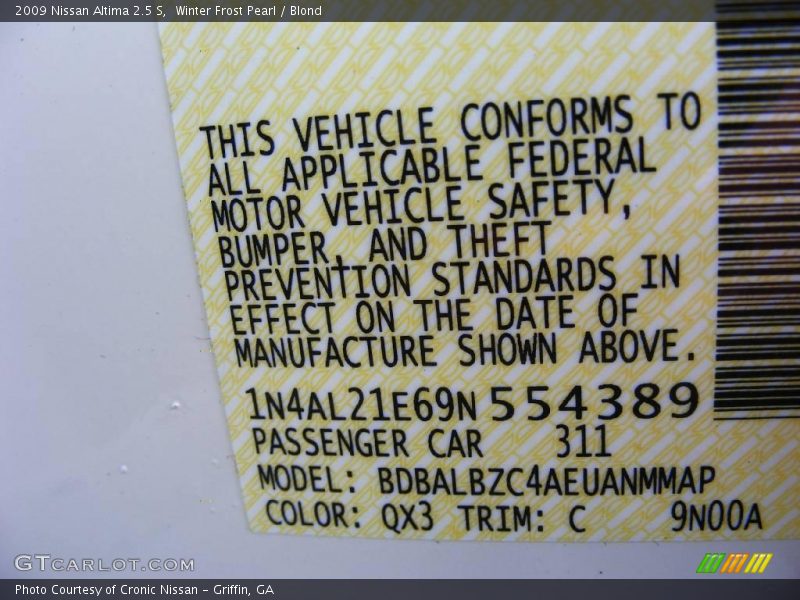 2009 Nissan Altima 2.5 S, Winter Frost Pearl / Blond
THIS VEHICLE CONFORMS TO
ALL APPLICABLE FEDERAL
MOTOR VEHICLE SAFETY,
BUMPER, AND THEFT
PREVENTION STANDARDS IN
EFFECT ON THE DATE OF
MANUFACTURE SHOWN ABOVE.
1N4AL21E69N554389
PASSENGER CAR 311
MODEL: BDBALBZC4AEUANMMAP
COLOR: QX3 TRIM: C 9N00A
GTCARLOT.COM
Photo Courtesy of Cronic Nissan - Griffin, GA